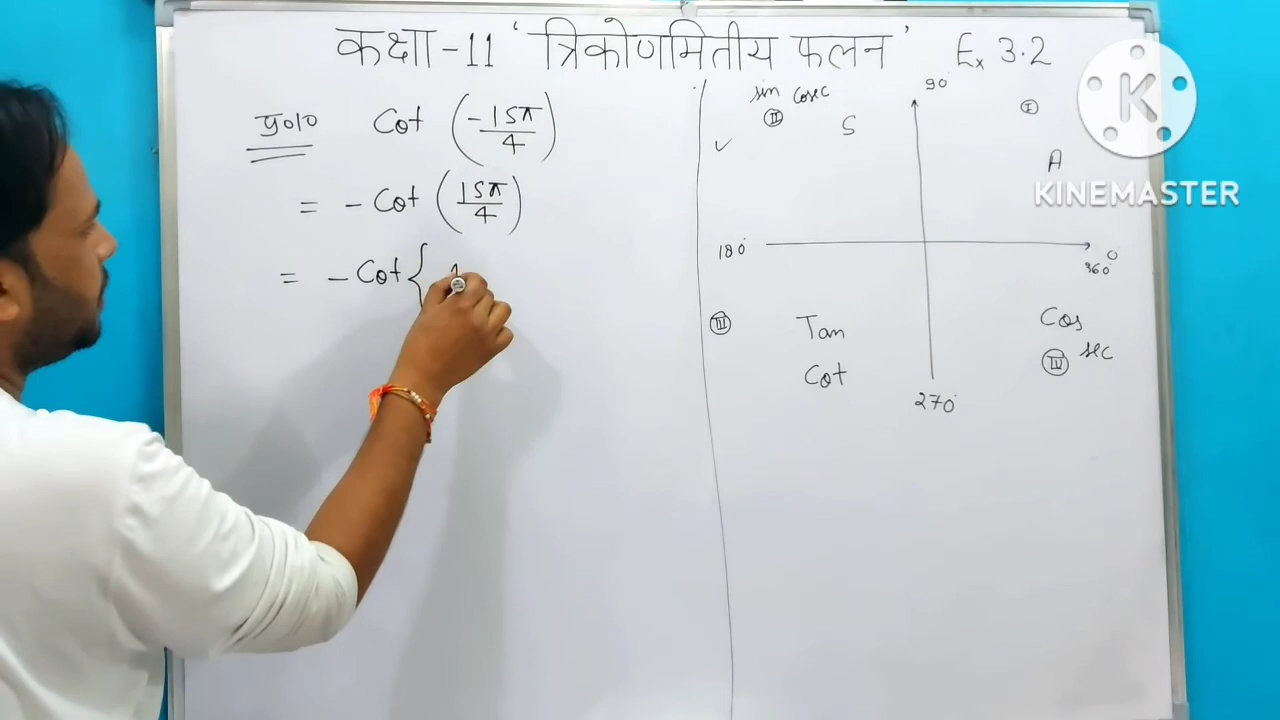 कक्षा -11 ' त्रिकोणमितीय फलन ' Ex 3.2
प्र०10 Cot (-15π/4)
= - Cot (15π/4)
= - Cot {
sin Cosec
II
S
90°
I
A
180°
0°
360°
III
Tan
Cot
Cos
sec
IV
270°
K
KINEMASTER